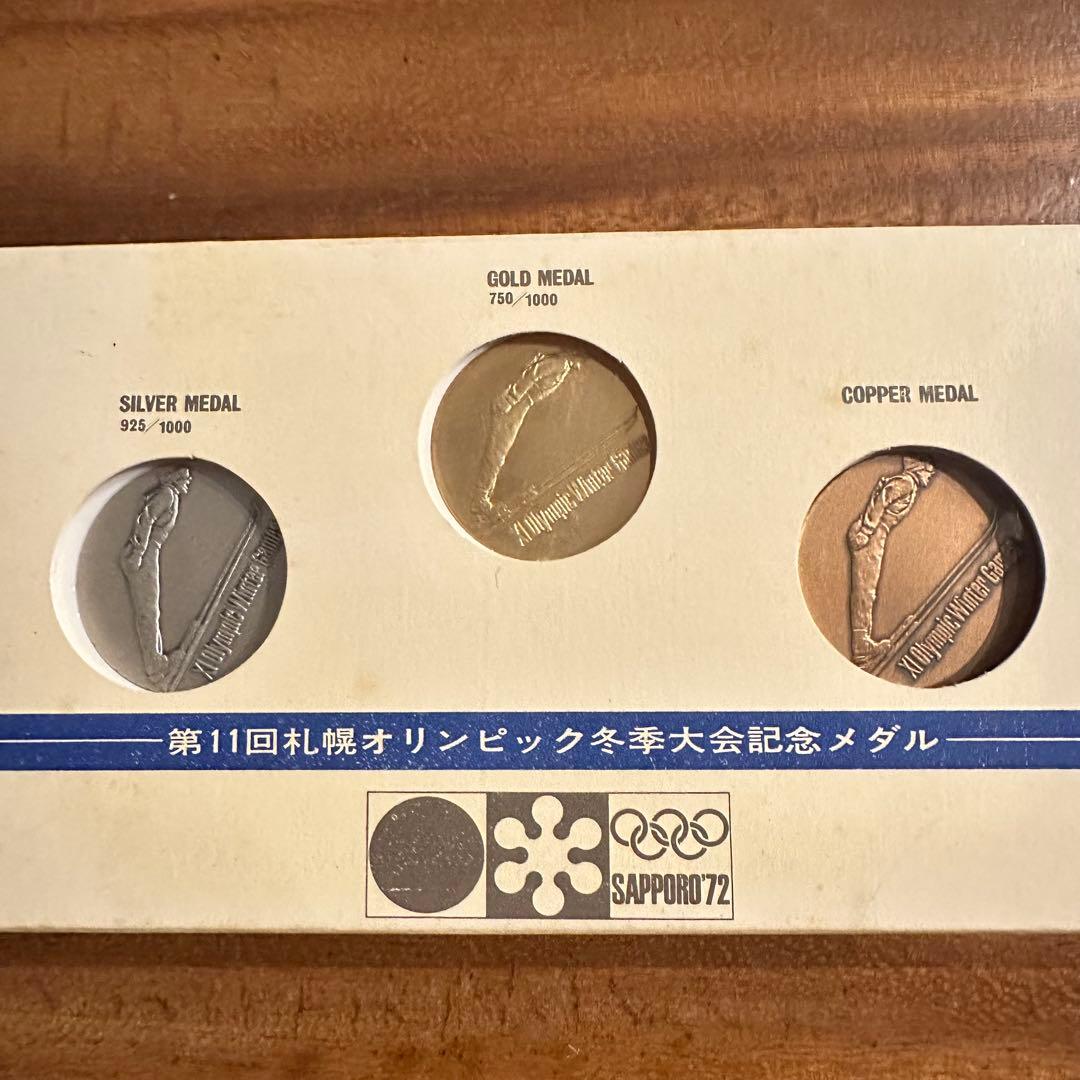 GOLD MEDAL
750/1000
SILVER MEDAL
925/1000
COPPER MEDAL
XI Olympic Winter Games
XI Olympic Winter Game
XI Olympic Winter Gam
第11回札幌オリンピック冬季大会記念メダル
SAPPORO'72